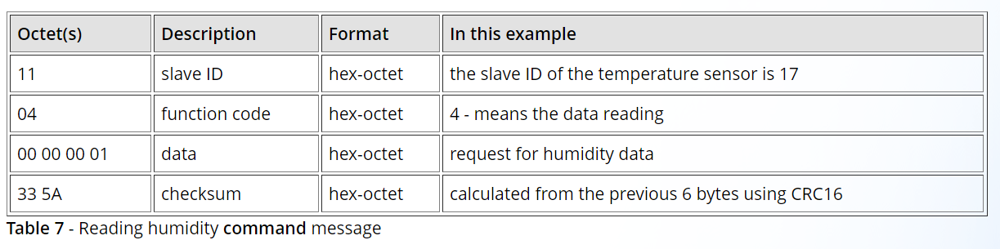 Octet(s) Description Format In this example
11 slave ID hex-octet the slave ID of the temperature sensor is 17
04 function code hex-octet 4 - means the data reading
00 00 00 01 data hex-octet request for humidity data
33 5A checksum hex-octet calculated from the previous 6 bytes using CRC16
Table 7 - Reading humidity command message